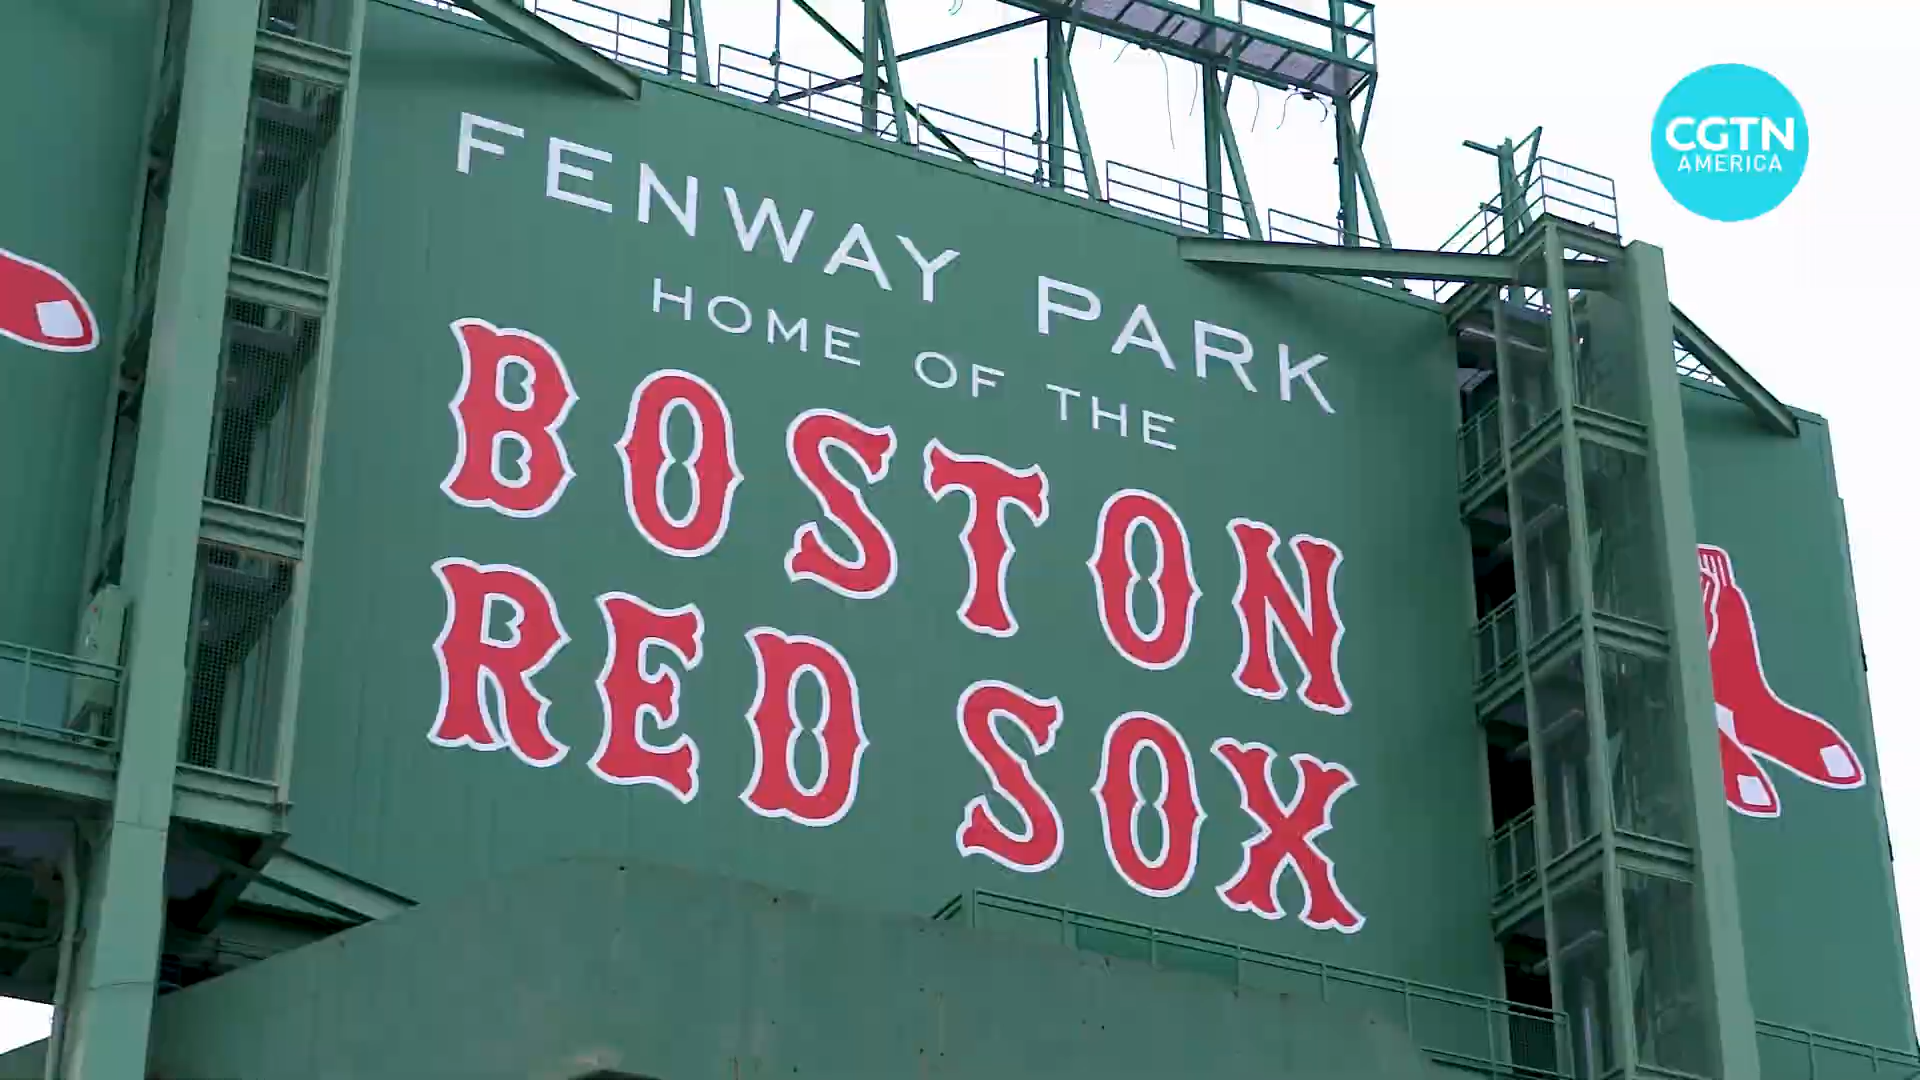 FENWAY PARK
HOME OF THE
BOSTON
RED SOX
CGTN
AMERICA